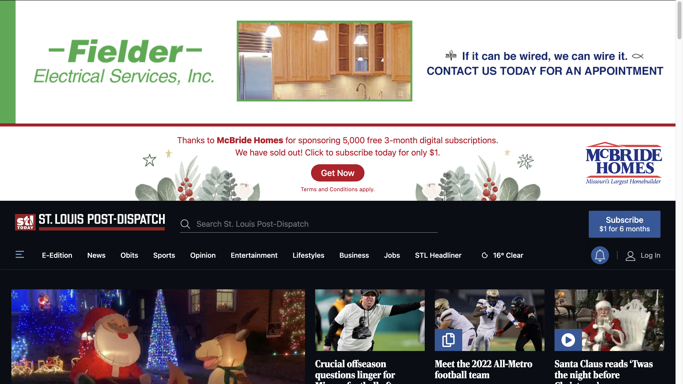 Fielder
Electrical Services, Inc.
If it can be wired, we can wire it.
CONTACT US TODAY FOR AN APPOINTMENT
Thanks to McBride Homes for sponsoring 5,000 free 3-month digital subscriptions.
We have sold out! Click to subscribe today for only $1.
Get Now
Terms and Conditions apply.
McBRIDE
HOMES
Missouri's Largest Homebuilder
stl
TODAY
ST. LOUIS POST-DISPATCH
Search St. Louis Post-Dispatch
Subscribe
$1 for 6 months
E-Edition News Obits Sports Opinion Entertainment Lifestyles Business Jobs STL Headliner 16° Clear Log In
Crucial offseason
questions linger for
Meet the 2022 All-Metro
football team
Santa Claus reads 'Twas
the night before